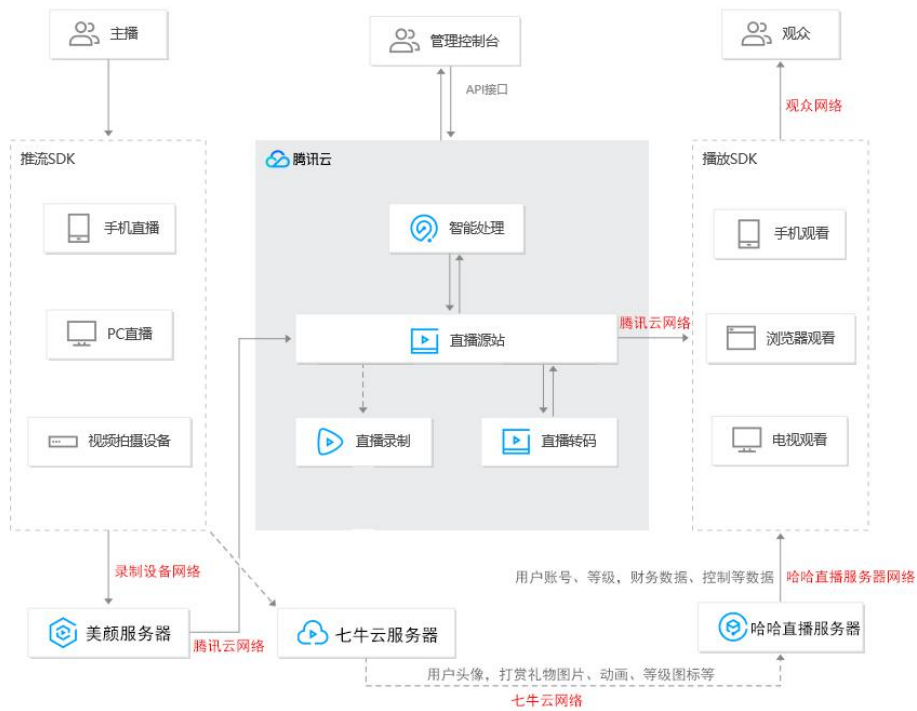 主播
管理控制台
观众
API接口
观众网络
推流SDK
腾讯云
播放SDK
手机直播
智能处理
手机观看
PC直播
直播源站
腾讯云网络
浏览器观看
视频拍摄设备
直播录制
直播转码
电视观看
录制设备网络
用户账号、等级，财务数据、控制等数据
哈哈直播服务器网络
美颜服务器
腾讯云网络
七牛云服务器
哈哈直播服务器
用户头像，打赏礼物图片、动画、等级图标等
七牛云网络